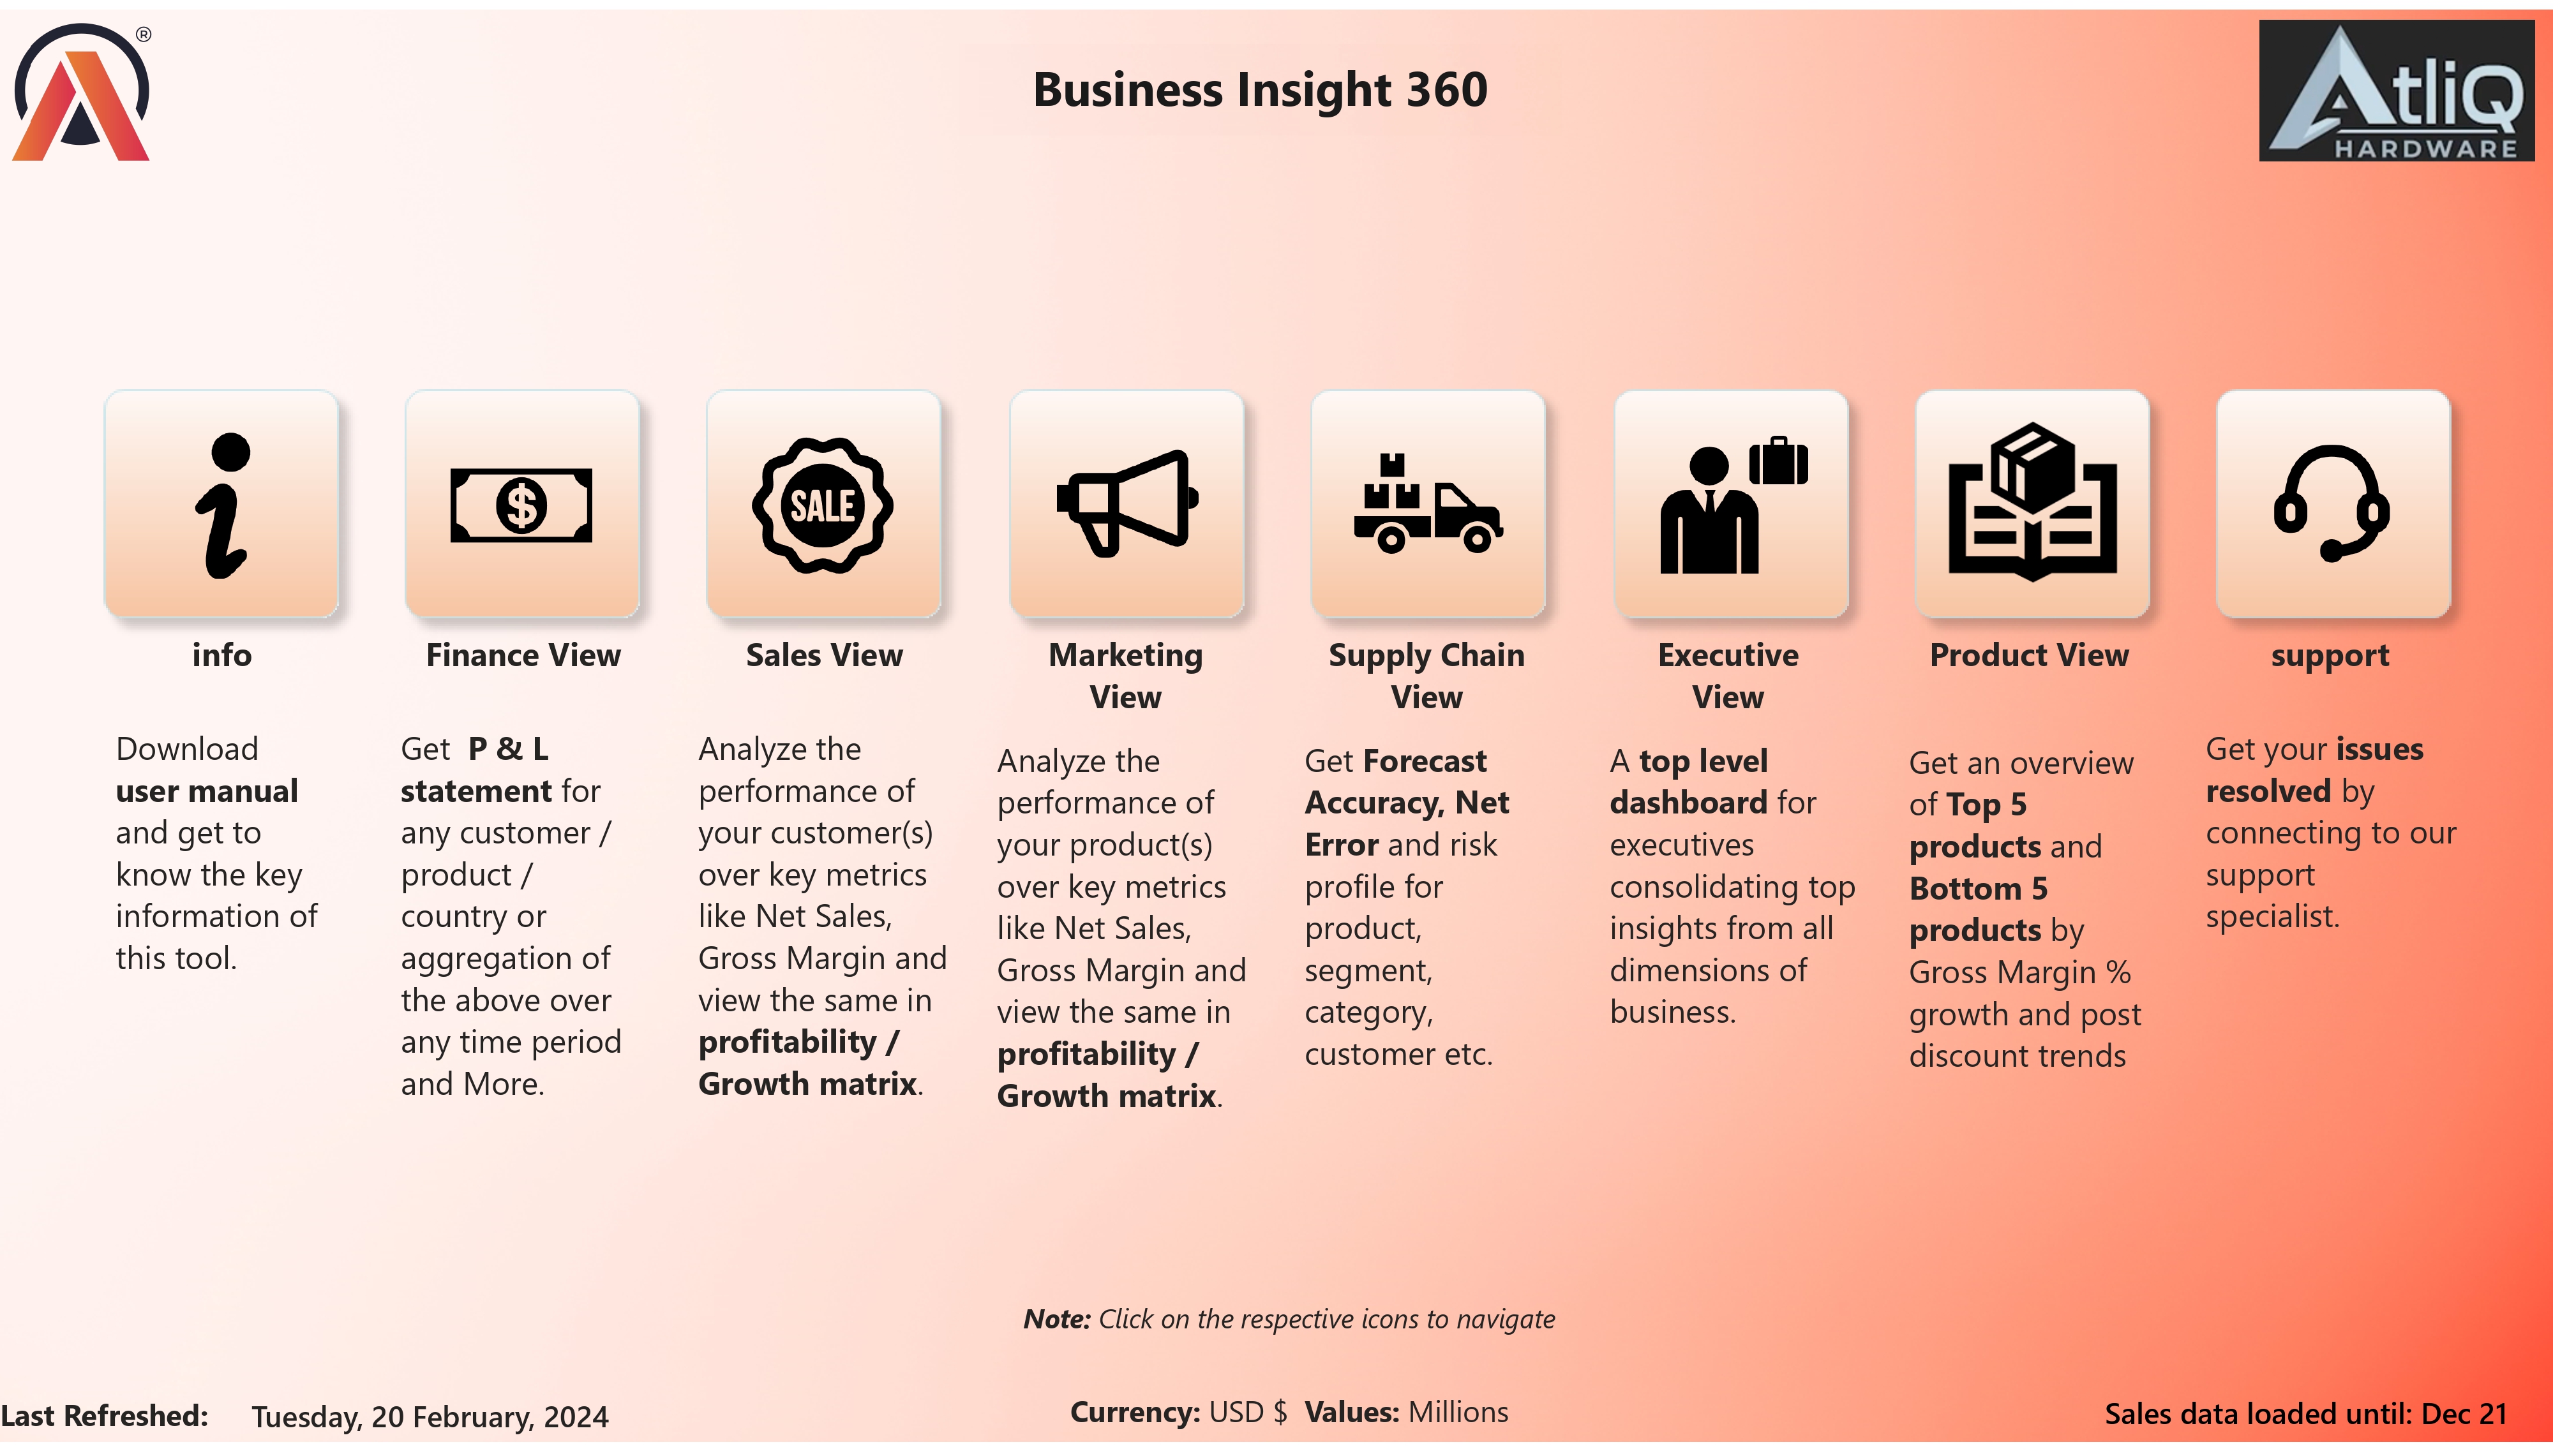 ®
Business Insight 360
AtliQ
HARDWARE
SALE
info
Download
user manual
and get to
know the key
information of
this tool.
Finance View
Get P & L
statement for
any customer /
product /
country or
aggregation of
the above over
any time period
and More.
Sales View
Analyze the
performance of
your customer(s)
over key metrics
like Net Sales,
Gross Margin and
view the same in
profitability /
Growth matrix.
Marketing
View
Analyze the
performance of
your product(s)
over key metrics
like Net Sales,
Gross Margin and
view the same in
profitability /
Growth matrix.
Supply Chain
View
Get Forecast
Accuracy, Net
Error and risk
profile for
product,
segment,
category,
customer etc.
Executive
View
A top level
dashboard for
executives
consolidating top
insights from all
dimensions of
business.
Product View
Get an overview
of Top 5
products and
Bottom 5
products by
Gross Margin %
growth and post
discount trends
support
Get your issues
resolved by
connecting to our
support
specialist.
Note: Click on the respective icons to navigate
Last Refreshed: Tuesday, 20 February, 2024
Currency: USD $ Values: Millions
Sales data loaded until: Dec 21